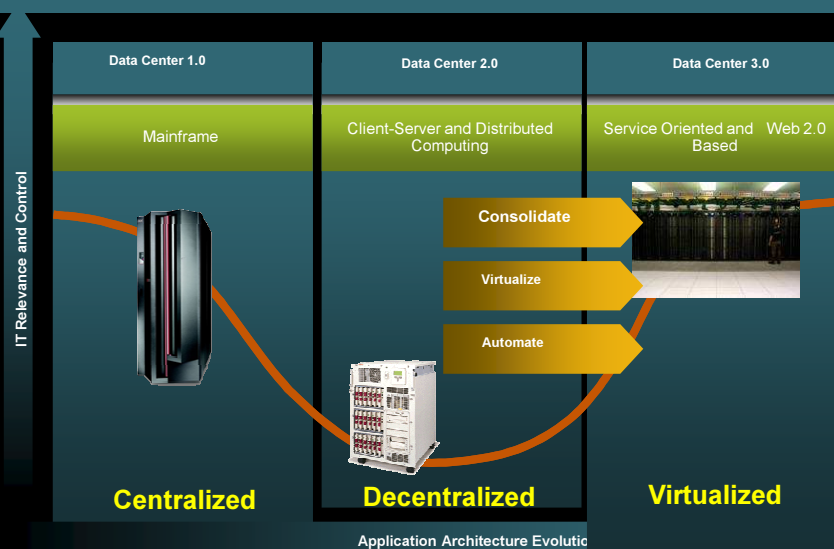 Data Center 1.0
Data Center 2.0
Data Center 3.0
Mainframe
Client-Server and Distributed
Computing
Service Oriented and Web 2.0
Based
IT Relevance and Control
Consolidate
Virtualize
Automate
Centralized
Decentralized
Virtualized
Application Architecture Evolutio